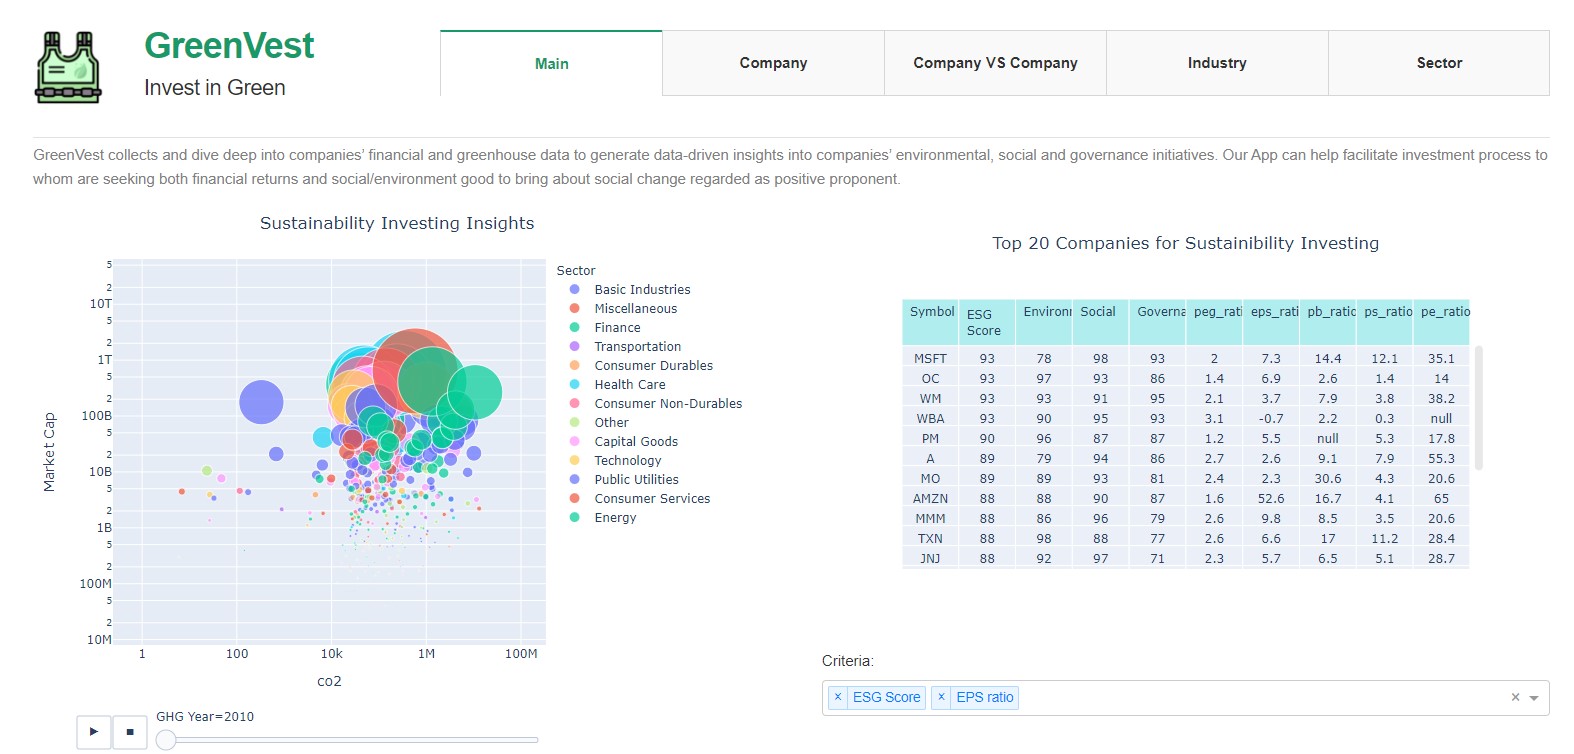 GreenVest
Invest in Green
Main
Company
Company VS Company
Industry
Sector
GreenVest collects and dive deep into companies’ financial and greenhouse data to generate data-driven insights into companies’ environmental, social and governance initiatives. Our App can help facilitate investment process to
whom are seeking both financial returns and social/environment good to bring about social change regarded as positive proponent.
Sustainability Investing Insights
5
2
10T
5
2
1T
5
2
100B
5
2
10B
5
2
1B
5
2
100M
5
2
10M
Market Cap
1 100 10k 1M 100M
co2
Sector
Basic Industries
Miscellaneous
Finance
Transportation
Consumer Durables
Health Care
Consumer Non-Durables
Other
Capital Goods
Technology
Public Utilities
Consumer Services
Energy
GHG Year=2010
Top 20 Companies for Sustainibility Investing
Symbol ESG Score Environ Social Governa peg_rati eps_rati pb_ratio ps_ratio pe_ratio
MSFT 93 78 98 93 2 7.3 14.4 12.1 35.1
OC 93 97 93 86 1.4 6.9 2.6 1.4 14
WM 93 93 91 95 2.1 3.7 7.9 3.8 38.2
WBA 93 90 95 93 3.1 -0.7 2.2 0.3 null
PM 90 96 87 87 1.2 5.5 null 5.3 17.8
A 89 79 94 86 2.7 2.6 9.1 7.9 55.3
MO 89 89 93 81 2.4 2.3 30.6 4.3 20.6
AMZN 88 88 90 87 1.6 52.6 16.7 4.1 65
MMM 88 86 96 79 2.6 9.8 8.5 3.5 20.6
TXN 88 98 88 77 2.6 6.6 17 11.2 28.4
JNJ 88 92 97 71 2.3 5.7 6.5 5.1 28.7
Criteria:
× ESG Score × EPS ratio ×